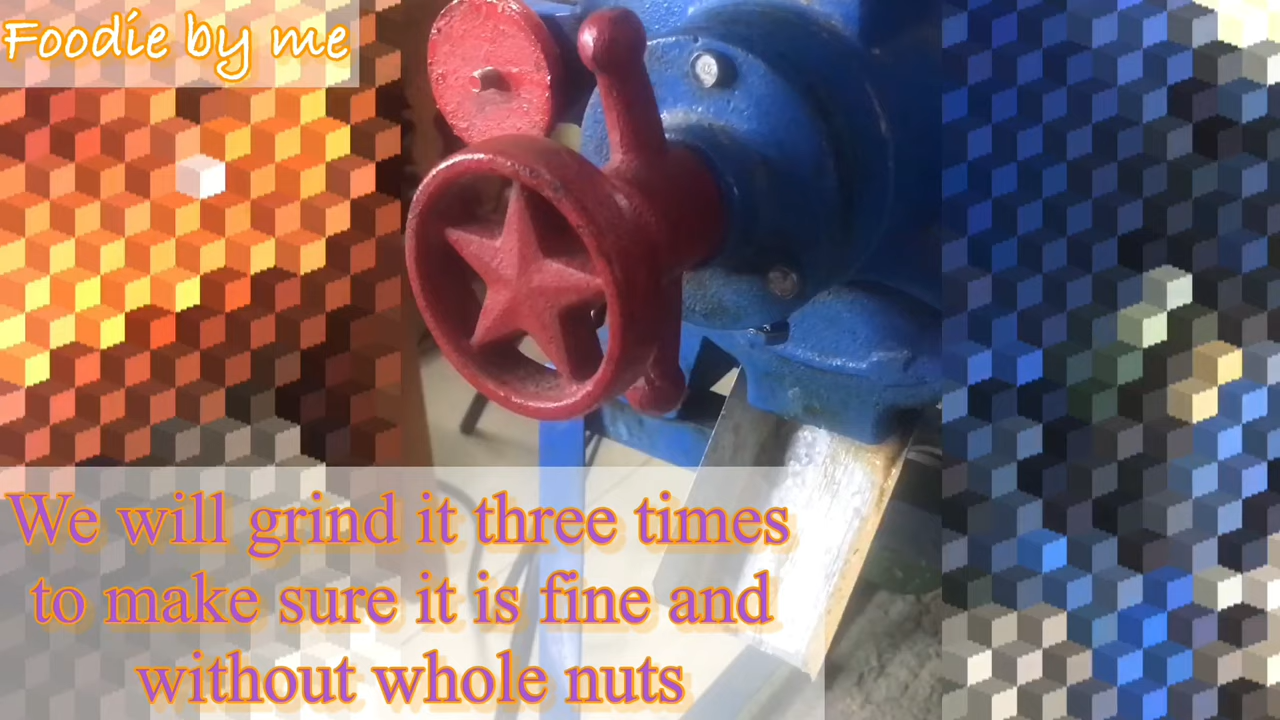 Foodie by me
We will grind it three times
to make sure it is fine and
without whole nuts